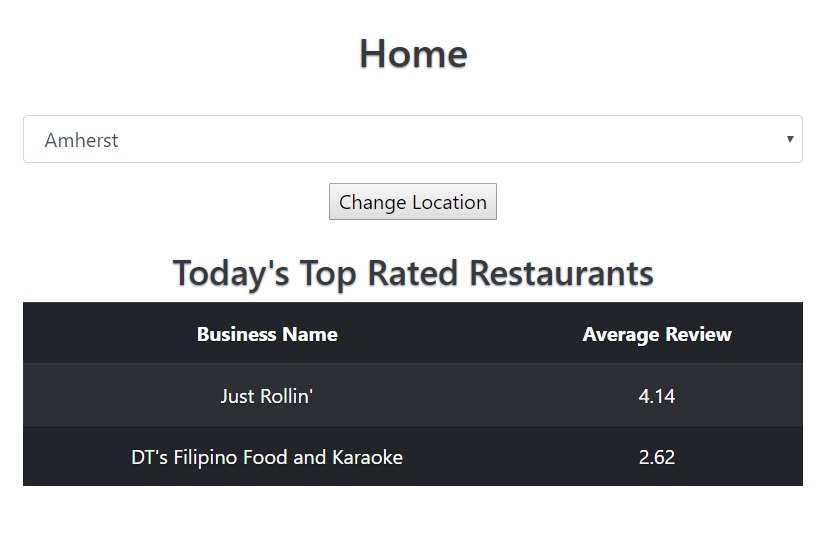 Home
Amherst
Change Location
Today's Top Rated Restaurants
Business Name Average Review
Just Rollin' 4.14
DT's Filipino Food and Karaoke 2.62